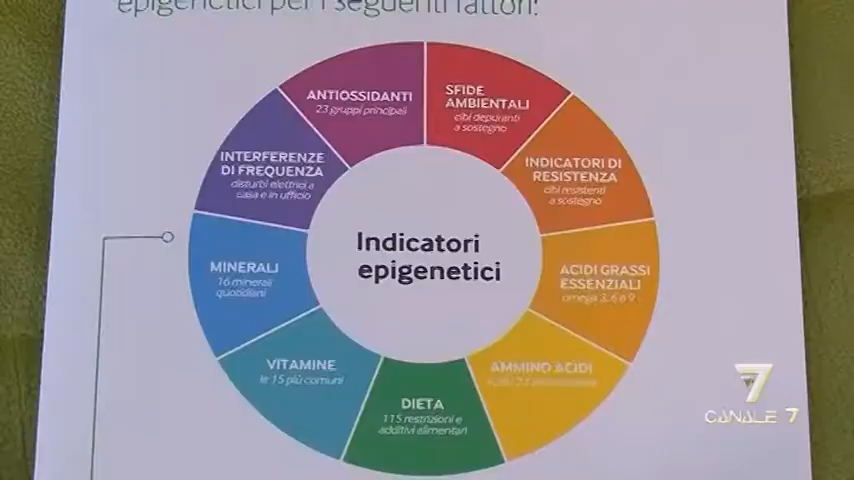 epigenetici per i seguenti fattori:
ANTIOSSIDANTI
23 gruppi principali
SFIDE
AMBIENTALI
cibi depuranti
a sostegno
INTERFERENZE
DI FREQUENZA
disturbi elettrici a
casa e in ufficio
INDICATORI DI
RESISTENZA
cibi resistenti
a sostegno
Indicatori
epigenetici
MINERALI
16 minerali
quotidiani
ACIDI GRASSI
ESSENZIALI
omega 3, 6 e 9
VITAMINE
le 15 più comuni
AMMINO ACIDI
DIETA
115 restrizioni e
additivi alimentari
7
CANALE 7